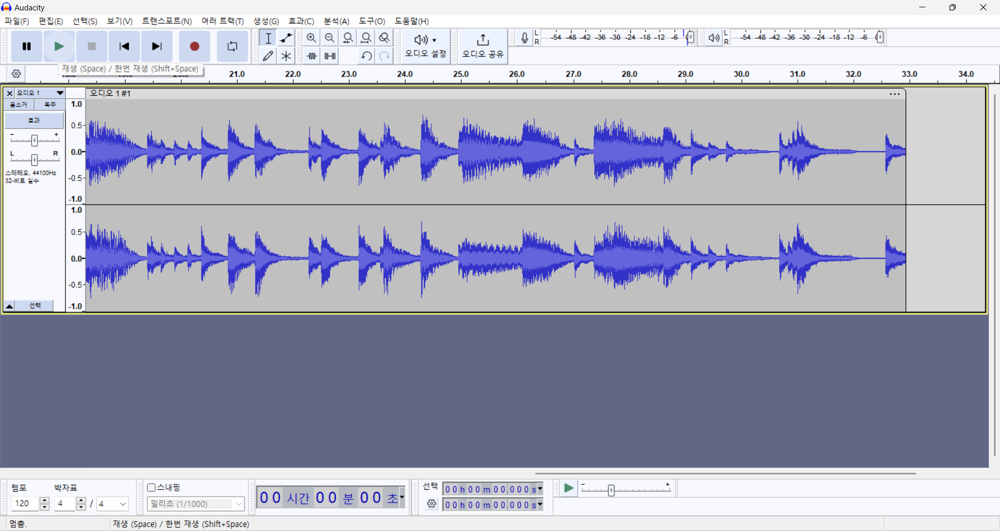 Audacity
파일(F) 편집(E) 선택(S) 보기(V) 트랜스포트(N) 여러 트랙(T) 생성(G) 효과(C) 분석(A) 도구(O) 도움말(H)
오디오 설정
오디오 공유
L
R
-54 -48 -42 -36 -30 -24 -18 -12 -6
L
R
-54 -48 -42 -36 -30 -24 -18 -12 -6
재생 (Space) / 한번 재생 (Shift+Space)
21.0 22.0 23.0 24.0 25.0 26.0 27.0 28.0 29.0 30.0 31.0 32.0 33.0 34.0
오디오 1
오디오 1 #1
음소거 독주
효과
- +
L R
스테레오, 44100Hz
32-비트 실수
선택
1.0
0.5
0.0
-0.5
-1.0
1.0
0.5
0.0
-0.5
-1.0
템포
120
박자표
4 / 4
스내핑
밀리초 (1/1000)
00 시간 00 분 00 초
선택
00 h 00 m 00.000 s
00 h 00 m 00.000 s
- +
멈춤.
재생 (Space) / 한번 재생 (Shift+Space)